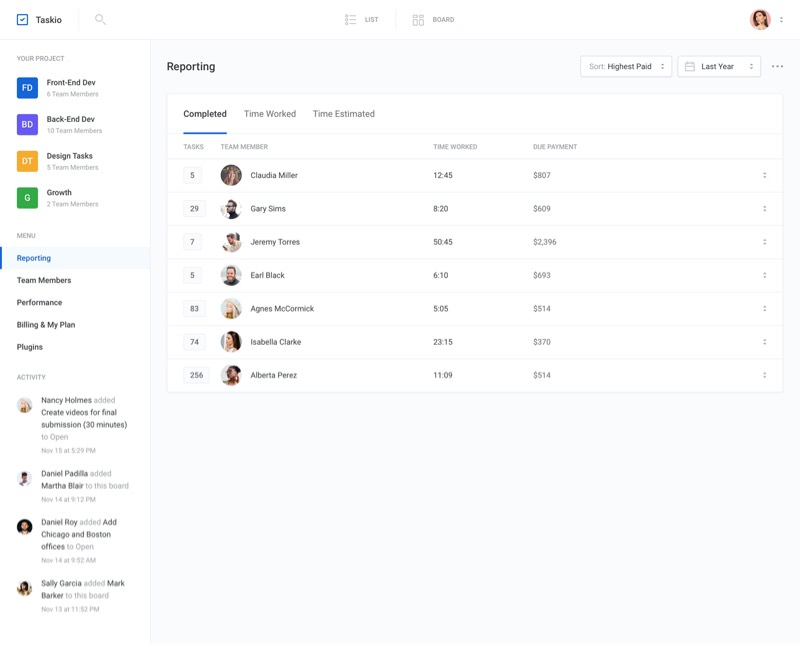 Taskio
LIST
BOARD
YOUR PROJECT
FD
Front-End Dev
6 Team Members
BD
Back-End Dev
10 Team Members
DT
Design Tasks
5 Team Members
G
Growth
2 Team Members
MENU
Reporting
Team Members
Performance
Billing & My Plan
Plugins
ACTIVITY
Nancy Holmes added
Create videos for final
submission (30 minutes)
to Open
Nov 15 at 5:29 PM
Daniel Padilla added
Martha Blair to this board
Nov 14 at 9:12 PM
Daniel Roy added Add
Chicago and Boston
offices to Open
Nov 14 at 9:52 AM
Sally Garcia added Mark
Barker to this board
Nov 13 at 11:52 PM
Reporting
Sort: Highest Paid
Last Year
Completed Time Worked Time Estimated
TASKS TEAM MEMBER TIME WORKED DUE PAYMENT
5 Claudia Miller 12:45 $807
29 Gary Sims 8:20 $609
7 Jeremy Torres 50:45 $2,396
5 Earl Black 6:10 $693
83 Agnes McCormick 5:05 $514
74 Isabella Clarke 23:15 $370
256 Alberta Perez 11:09 $514